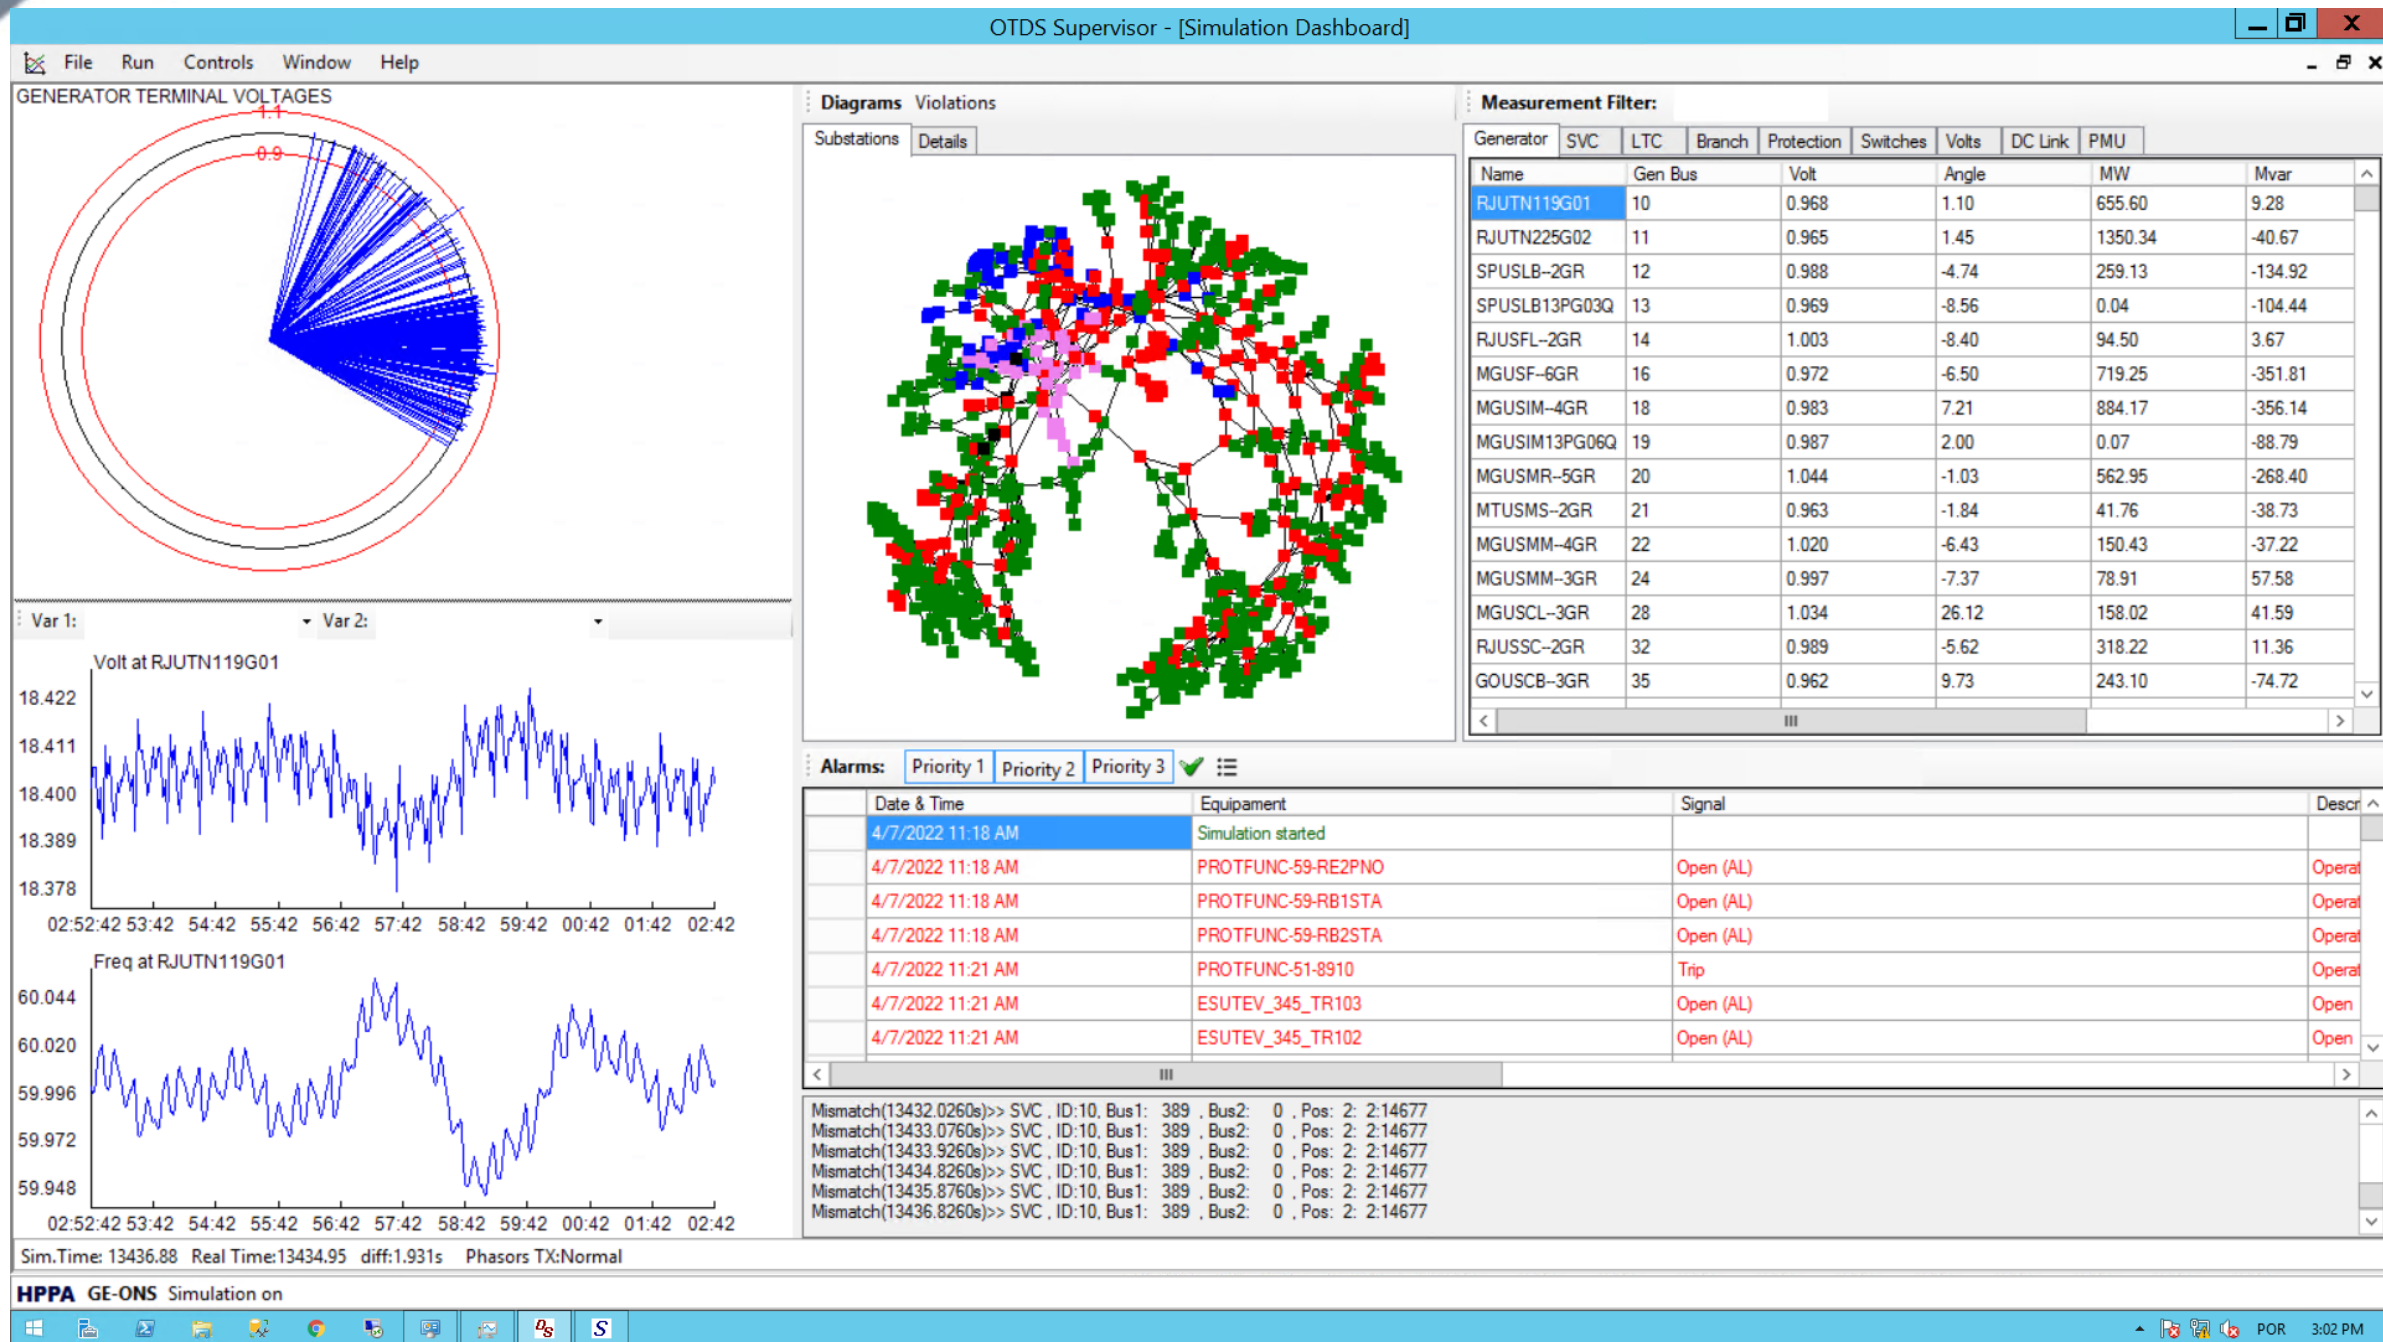 OTDS Supervisor - [Simulation Dashboard]
File Run Controls Window Help
GENERATOR TERMINAL VOLTAGES
1.1
0.9
Var 1: Var 2:
Volt at RJUTN119G01
18.422
18.411
18.400
18.389
18.378
02:52:42 53:42 54:42 55:42 56:42 57:42 58:42 59:42 00:42 01:42 02:42
Freq at RJUTN119G01
60.044
60.020
59.996
59.972
59.948
02:52:42 53:42 54:42 55:42 56:42 57:42 58:42 59:42 00:42 01:42 02:42
Diagrams Violations
Substations Details
Measurement Filter:
Generator SVC LTC Branch Protection Switches Volts DC Link PMU
Name Gen Bus Volt Angle MW Mvar
RJUTN119G01 10 0.968 1.10 655.60 9.28
RJUTN225G02 11 0.965 1.45 1350.34 -40.67
SPUSLB--2GR 12 0.988 -4.74 259.13 -134.92
SPUSLB13PG03Q 13 0.969 -8.56 0.04 -104.44
RJUSFL--2GR 14 1.003 -8.40 94.50 3.67
MGUSF--6GR 16 0.972 -6.50 719.25 -351.81
MGUSIM--4GR 18 0.983 7.21 884.17 -356.14
MGUSIM13PG06Q 19 0.987 2.00 0.07 -88.79
MGUSMR--5GR 20 1.044 -1.03 562.95 -268.40
MTUSMS--2GR 21 0.963 -1.84 41.76 -38.73
MGUSMM--4GR 22 1.020 -6.43 150.43 -37.22
MGUSMM--3GR 24 0.997 -7.37 78.91 57.58
MGUSCL--3GR 28 1.034 26.12 158.02 41.59
RJUSSC--2GR 32 0.989 -5.62 318.22 11.36
GOUSCB--3GR 35 0.962 9.73 243.10 -74.72
Alarms: Priority 1 Priority 2 Priority 3
Date & Time Equipament Signal Descr
4/7/2022 11:18 AM Simulation started
4/7/2022 11:18 AM PROTFUNC-59-RE2PNO Open (AL) Operat
4/7/2022 11:18 AM PROTFUNC-59-RB1STA Open (AL) Operat
4/7/2022 11:18 AM PROTFUNC-59-RB2STA Open (AL) Operat
4/7/2022 11:21 AM PROTFUNC-51-8910 Trip Operat
4/7/2022 11:21 AM ESUTEV_345_TR103 Open (AL) Open
4/7/2022 11:21 AM ESUTEV_345_TR102 Open (AL) Open
Mismatch(13432.0260s)>> SVC , ID:10, Bus1: 389 , Bus2: 0 , Pos: 2: 2:14677
Mismatch(13433.0760s)>> SVC , ID:10, Bus1: 389 , Bus2: 0 , Pos: 2: 2:14677
Mismatch(13433.9260s)>> SVC , ID:10, Bus1: 389 , Bus2: 0 , Pos: 2: 2:14677
Mismatch(13434.8260s)>> SVC , ID:10, Bus1: 389 , Bus2: 0 , Pos: 2: 2:14677
Mismatch(13435.8760s)>> SVC , ID:10, Bus1: 389 , Bus2: 0 , Pos: 2: 2:14677
Mismatch(13436.8260s)>> SVC , ID:10, Bus1: 389 , Bus2: 0 , Pos: 2: 2:14677
Sim.Time: 13436.88 Real Time:13434.95 diff:1.931s Phasors TX:Normal
HPPA GE-ONS Simulation on
POR 3:02 PM